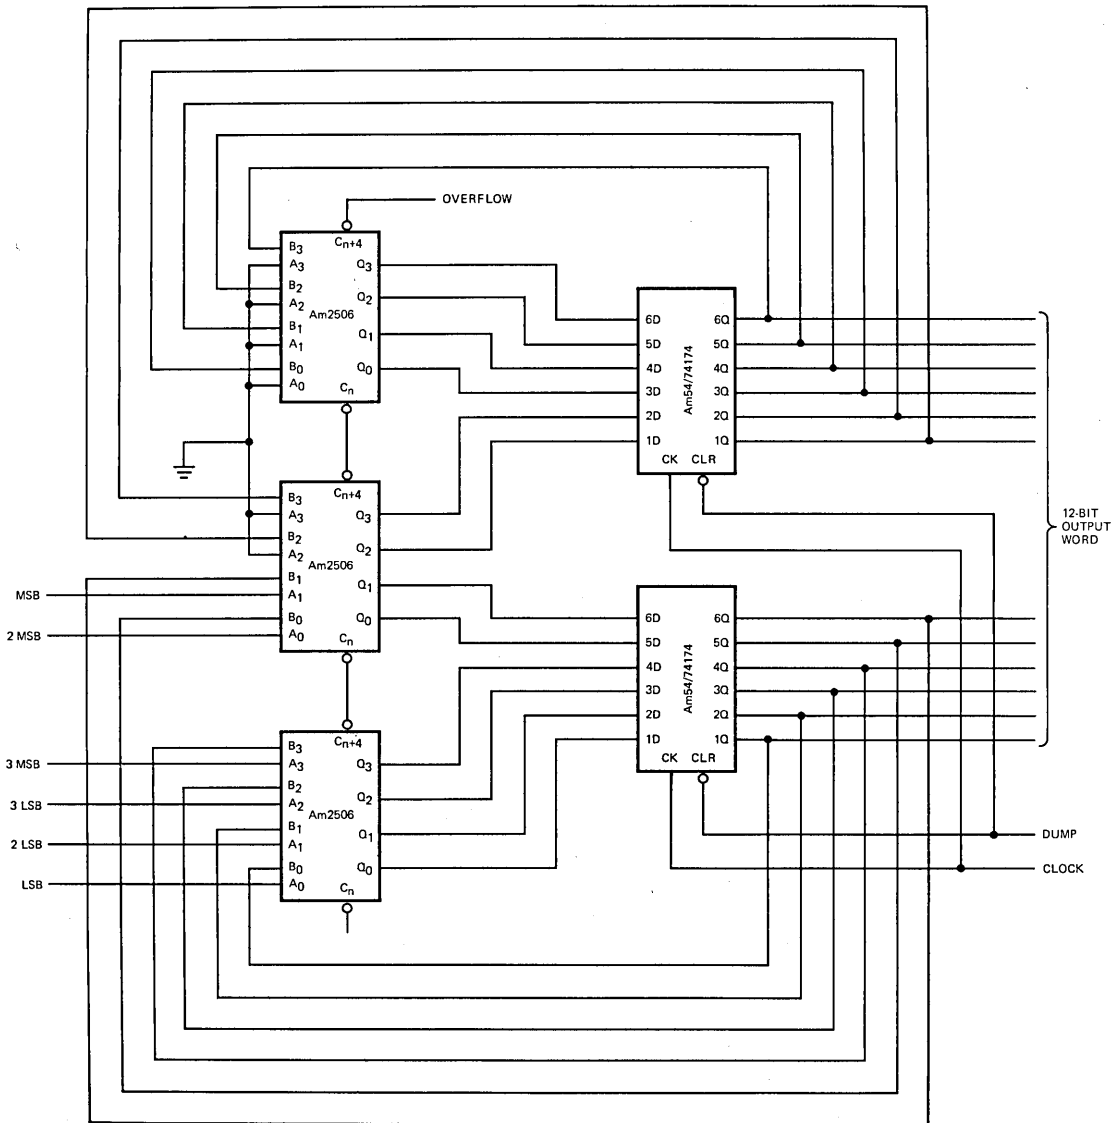 OVERFLOW
Cn+4
B3
A3
B2
A2
B1
A1
B0
A0
Am2506
Q3
Q2
Q1
Q0
Cn
6D
5D
4D
3D
2D
1D
Am54/74174
6Q
5Q
4Q
3Q
2Q
1Q
CK CLR
Cn+4
B3
A3
B2
A2
B1
A1
B0
A0
Am2506
Q3
Q2
Q1
Q0
Cn
MSB
2 MSB
12-BIT
OUTPUT
WORD
6D
5D
4D
3D
2D
1D
Am54/74174
6Q
5Q
4Q
3Q
2Q
1Q
CK CLR
Cn+4
B3
A3
B2
A2
B1
A1
B0
A0
Am2506
Q3
Q2
Q1
Q0
Cn
3 MSB
3 LSB
2 LSB
LSB
DUMP
CLOCK